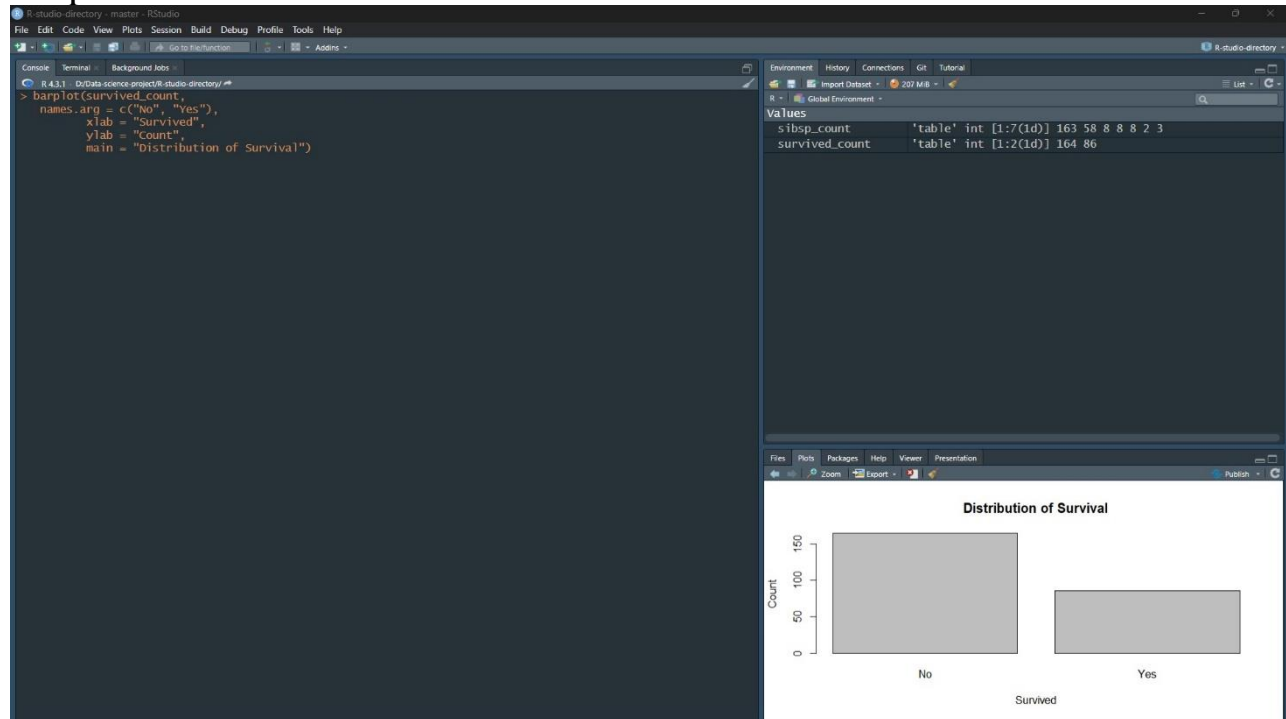 R-studio-directory - master - RStudio
File Edit Code View Plots Session Build Debug Profile Tools Help
Go to file/function Addins R-studio-directory
Console Terminal Background Jobs
R 4.3.1 · D:/Data-science-project/R-studio-directory/
> barplot(survived_count,
names.arg = c("No", "Yes"),
xlab = "Survived",
ylab = "Count",
main = "Distribution of Survival")
Environment History Connections Git Tutorial
Import Dataset 207 MiB List
R Global Environment
Values
sibsp_count 'table' int [1:7(1d)] 163 58 8 8 8 2 3
survived_count 'table' int [1:2(1d)] 164 86
Files Plots Packages Help Viewer Presentation
Zoom Export Publish
Distribution of Survival
Count
150
100
50
0
No Yes
Survived